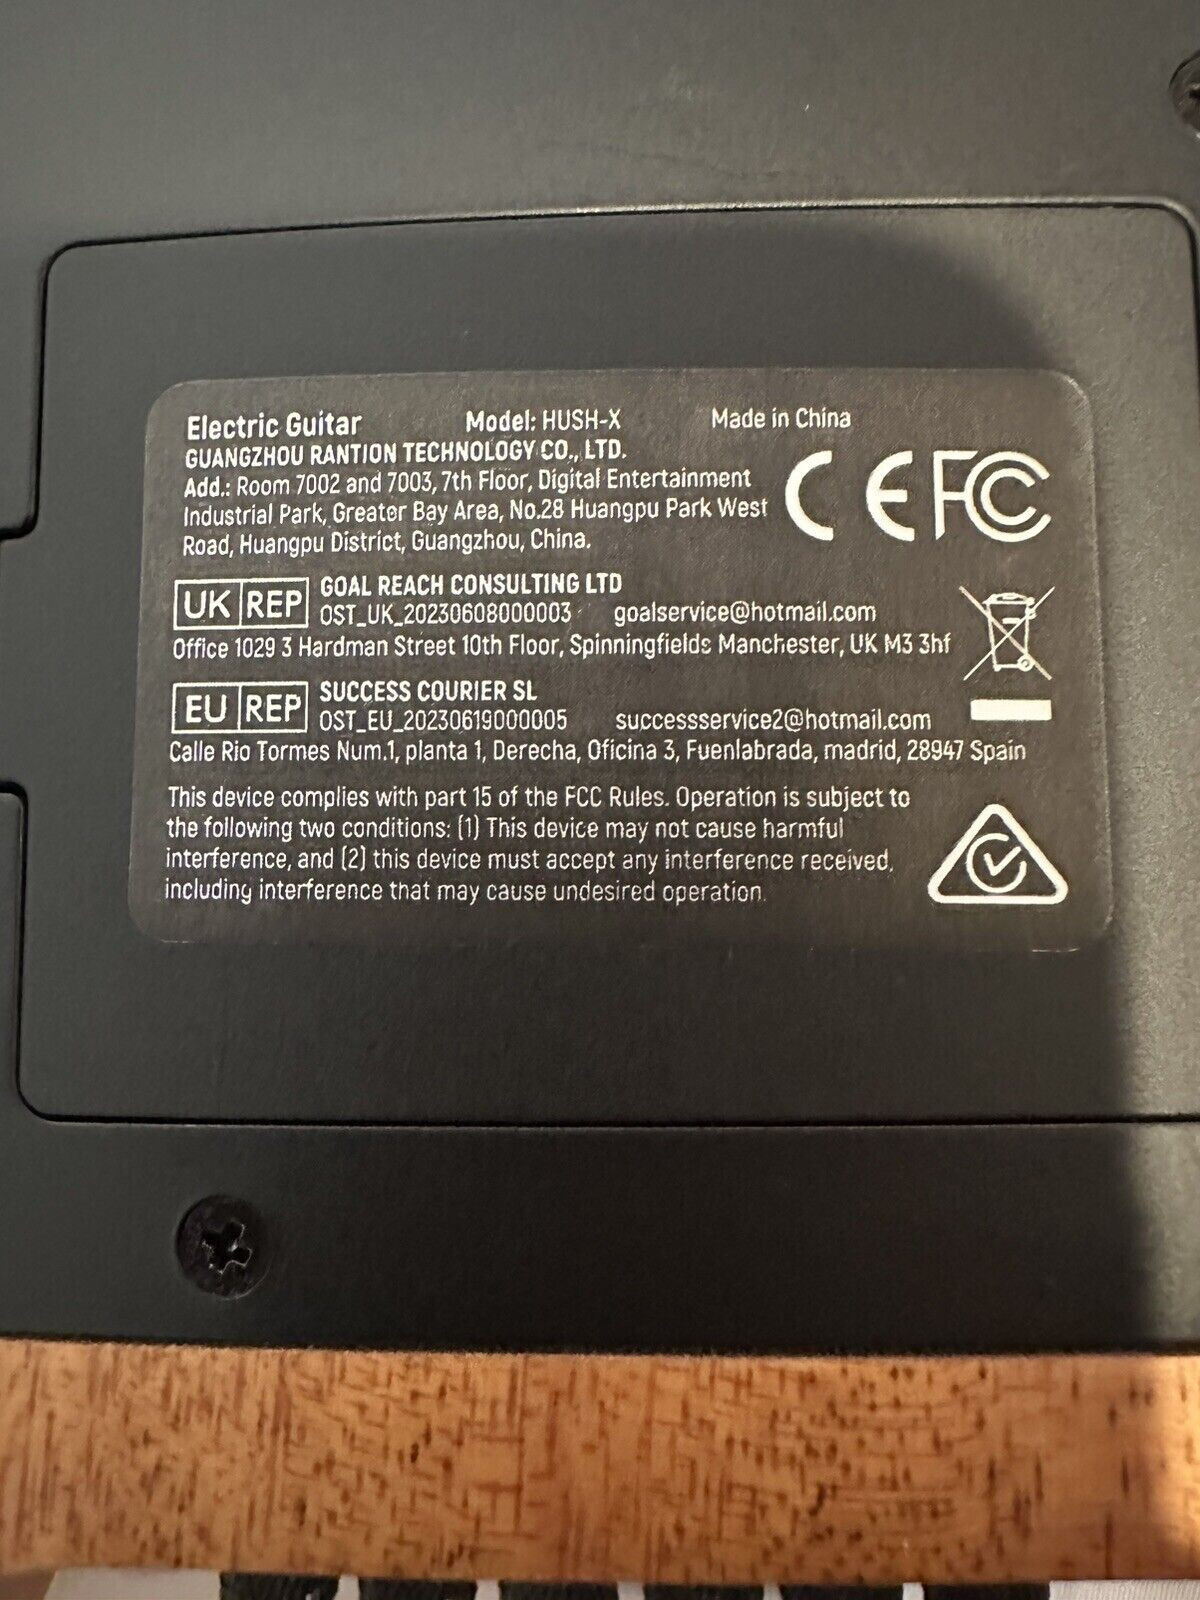 Electric Guitar Model: HUSH-X Made in China
GUANGZHOU RANTION TECHNOLOGY CO., LTD.
Add.: Room 7002 and 7003, 7th Floor, Digital Entertainment
Industrial Park, Greater Bay Area, No.28 Huangpu Park West
Road, Huangpu District, Guangzhou, China.
CE FC
UK REP GOAL REACH CONSULTING LTD
OST_UK_20230608000003 goalservice@hotmail.com
Office 1029 3 Hardman Street 10th Floor, Spinningfields Manchester, UK M3 3hf
EU REP SUCCESS COURIER SL
OST_EU_20230619000005 successservice2@hotmail.com
Calle Rio Tormes Num.1, planta 1, Derecha, Oficina 3, Fuenlabrada, madrid, 28947 Spain
This device complies with part 15 of the FCC Rules. Operation is subject to
the following two conditions: (1) This device may not cause harmful
interference, and (2) this device must accept any interference received,
including interference that may cause undesired operation.